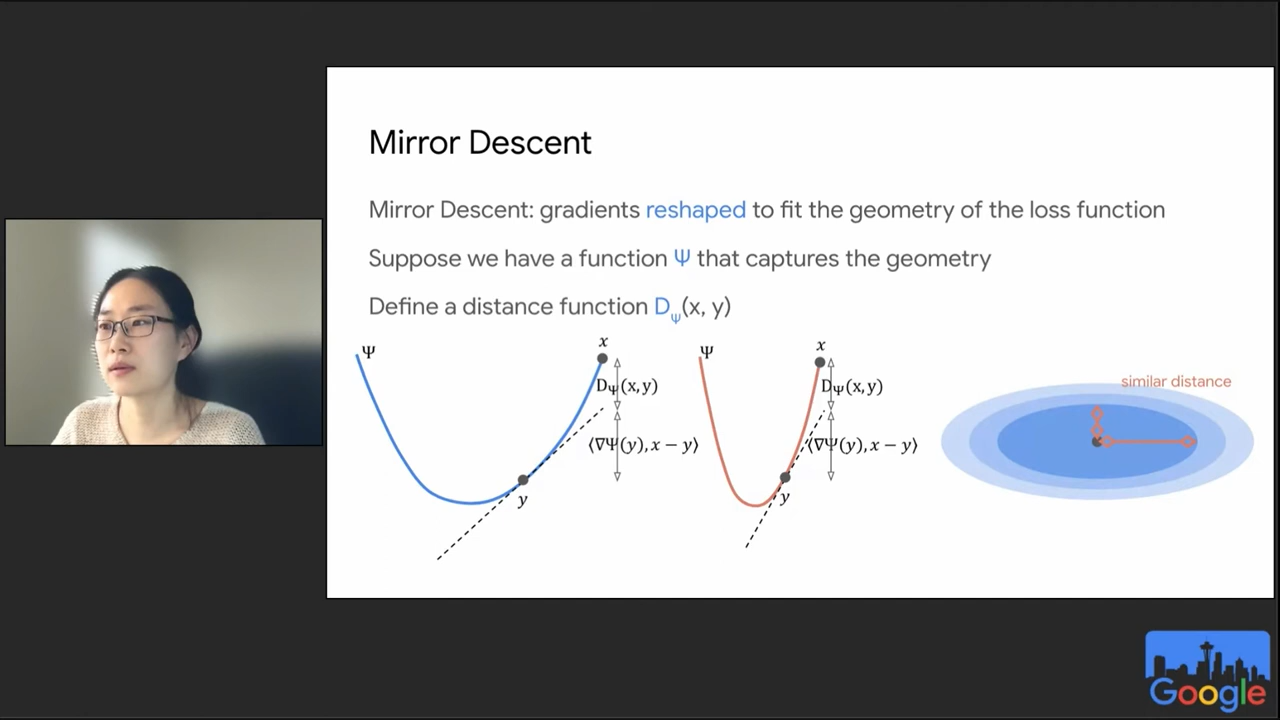 Mirror Descent
Mirror Descent: gradients reshaped to fit the geometry of the loss function
Suppose we have a function Ψ that captures the geometry
Define a distance function D_Ψ(x, y)
Ψ
x
D_Ψ(x,y)
⟨∇Ψ(y), x − y⟩
y
Ψ
x
D_Ψ(x,y)
⟨∇Ψ(y), x − y⟩
y
similar distance
Google